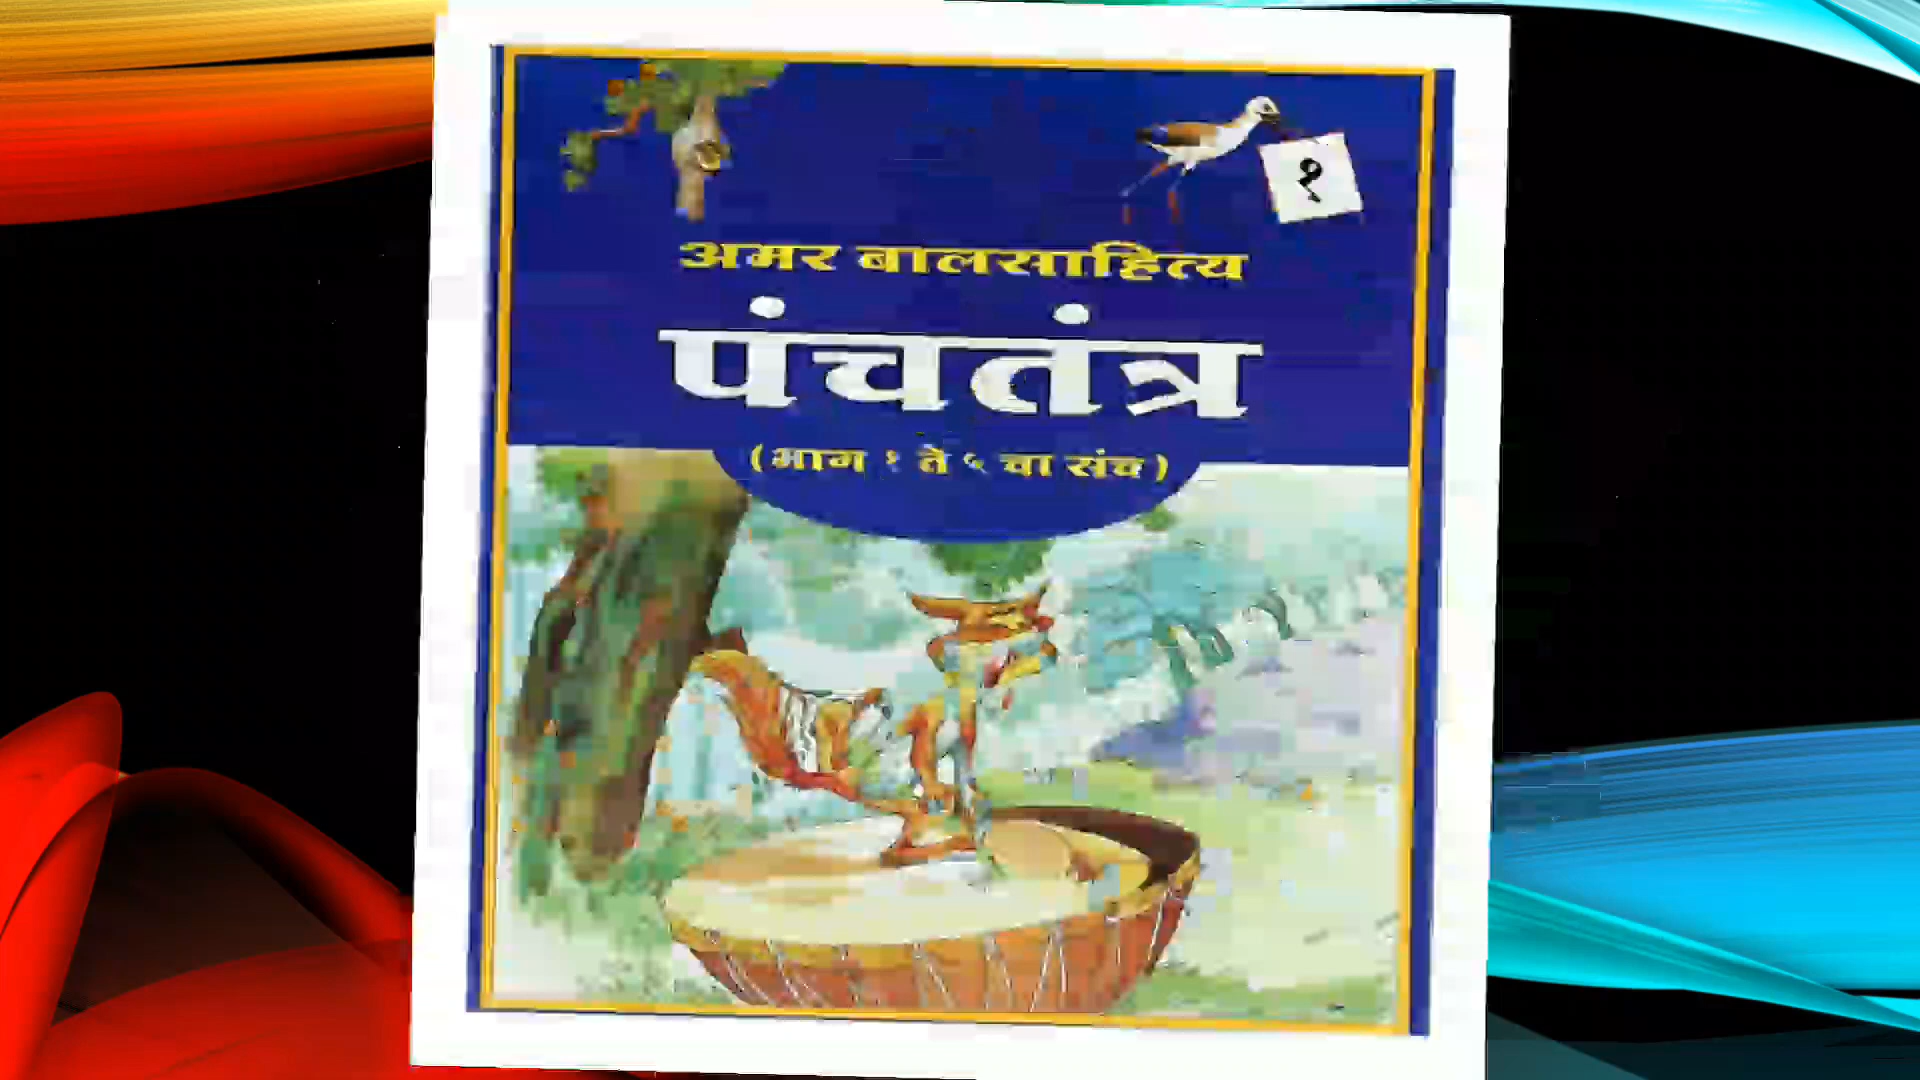 १
अमर बालसाहित्य
पंचतंत्र
(भाग १ ते ५ चा संच)